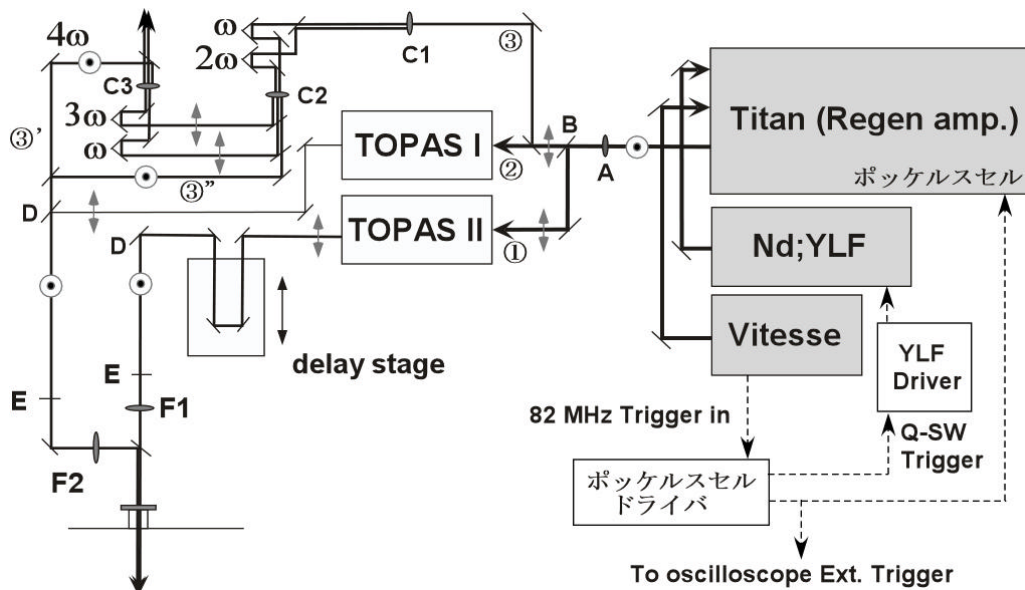 4ω
ω
2ω
C1
③
C3
C2
3ω
ω
③'
③"
TOPAS I
②
B
A
Titan (Regen amp.)
ポッケルスセル
D
TOPAS II
①
D
Nd;YLF
Vitesse
delay stage
YLF
Driver
E
E
F1
82 MHz Trigger in
Q-SW
Trigger
F2
ポッケルスセル
ドライバ
To oscilloscope Ext. Trigger